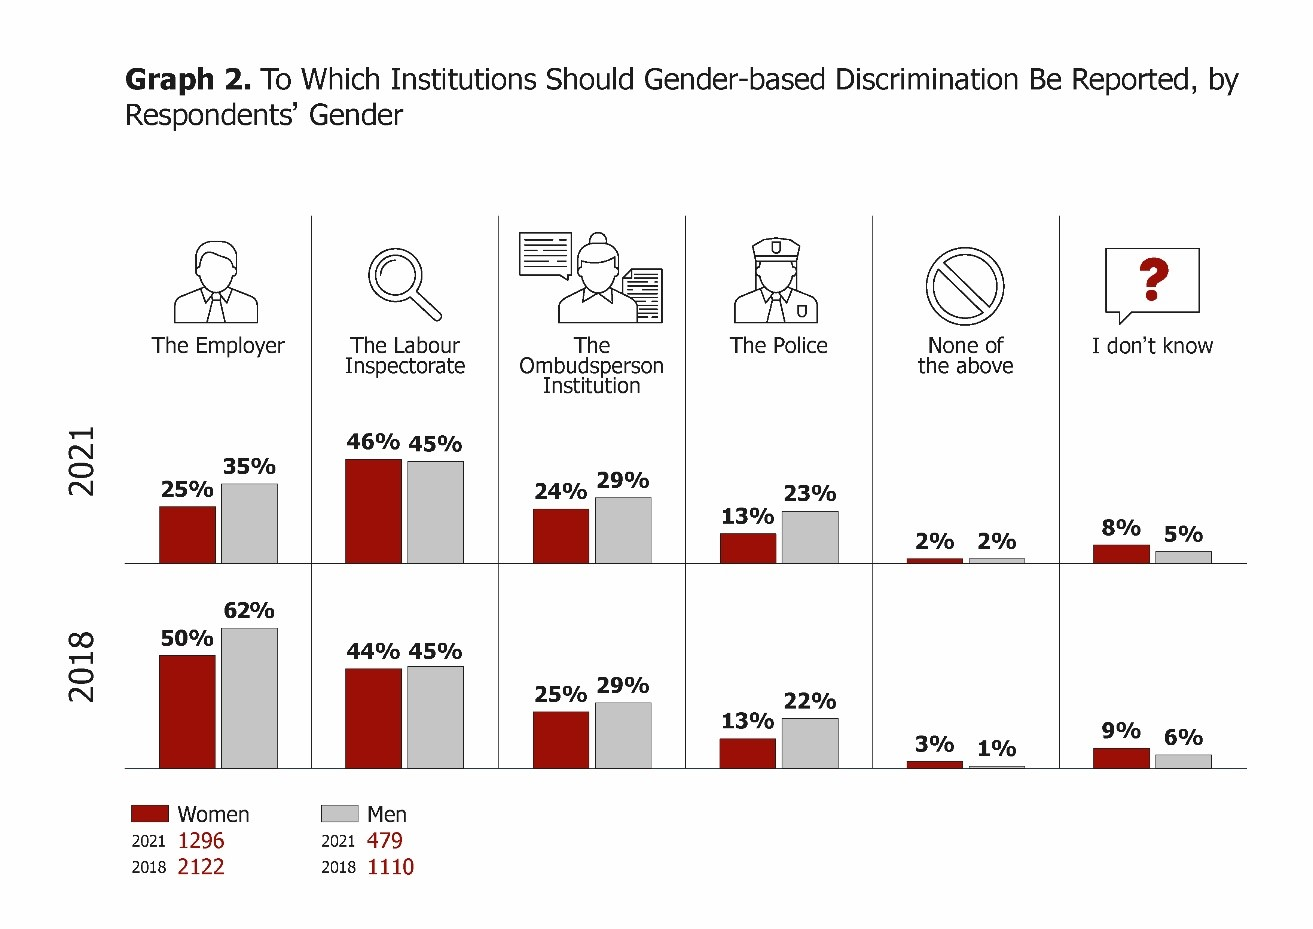 Graph 2. To Which Institutions Should Gender-based Discrimination Be Reported, by
Respondents’ Gender
The Employer
The Labour
Inspectorate
The
Ombudsperson
Institution
The Police
None of
the above
?
I don’t know
2021
25% 35%
46% 45%
24% 29%
13% 23%
2% 2%
8% 5%
2018
50% 62%
44% 45%
25% 29%
13% 22%
3% 1%
9% 6%
Women
2021 1296
2018 2122
Men
2021 479
2018 1110